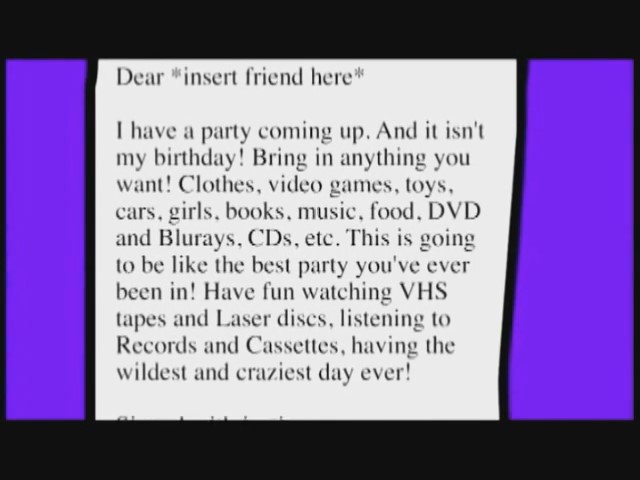 Dear *insert friend here*
I have a party coming up. And it isn't
my birthday! Bring in anything you
want! Clothes, video games, toys,
cars, girls, books, music, food, DVD
and Blurays, CDs, etc. This is going
to be like the best party you've ever
been in! Have fun watching VHS
tapes and Laser discs, listening to
Records and Cassettes, having the
wildest and craziest day ever!